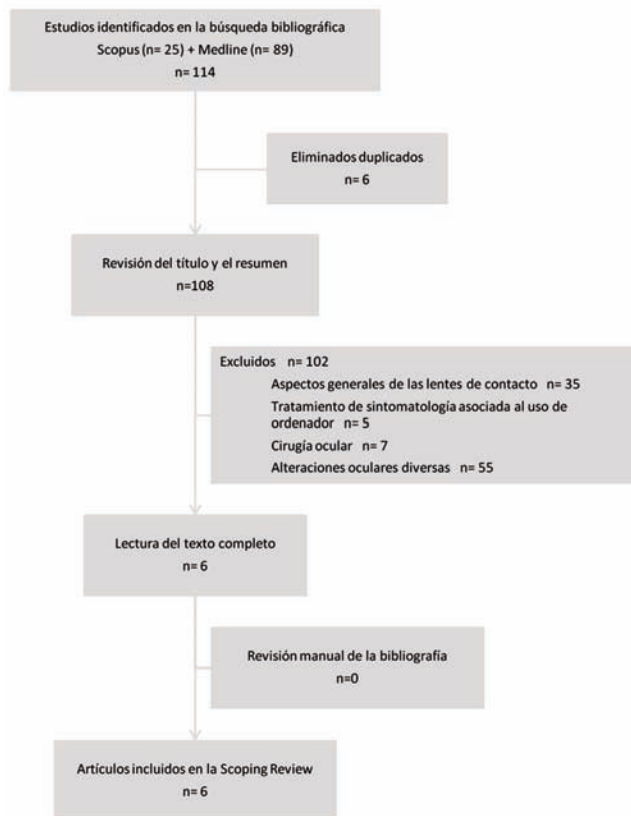 Estudios identificados en la búsqueda bibliográfica
Scopus (n= 25) + Medline (n= 89)
n= 114
Eliminados duplicados
n= 6
Revisión del título y el resumen
n=108
Excluidos n= 102
Aspectos generales de las lentes de contacto n= 35
Tratamiento de sintomatología asociada al uso de
ordenador n= 5
Cirugía ocular n= 7
Alteraciones oculares diversas n= 55
Lectura del texto completo
n= 6
Revisión manual de la bibliografía
n=0
Artículos incluidos en la Scoping Review
n= 6